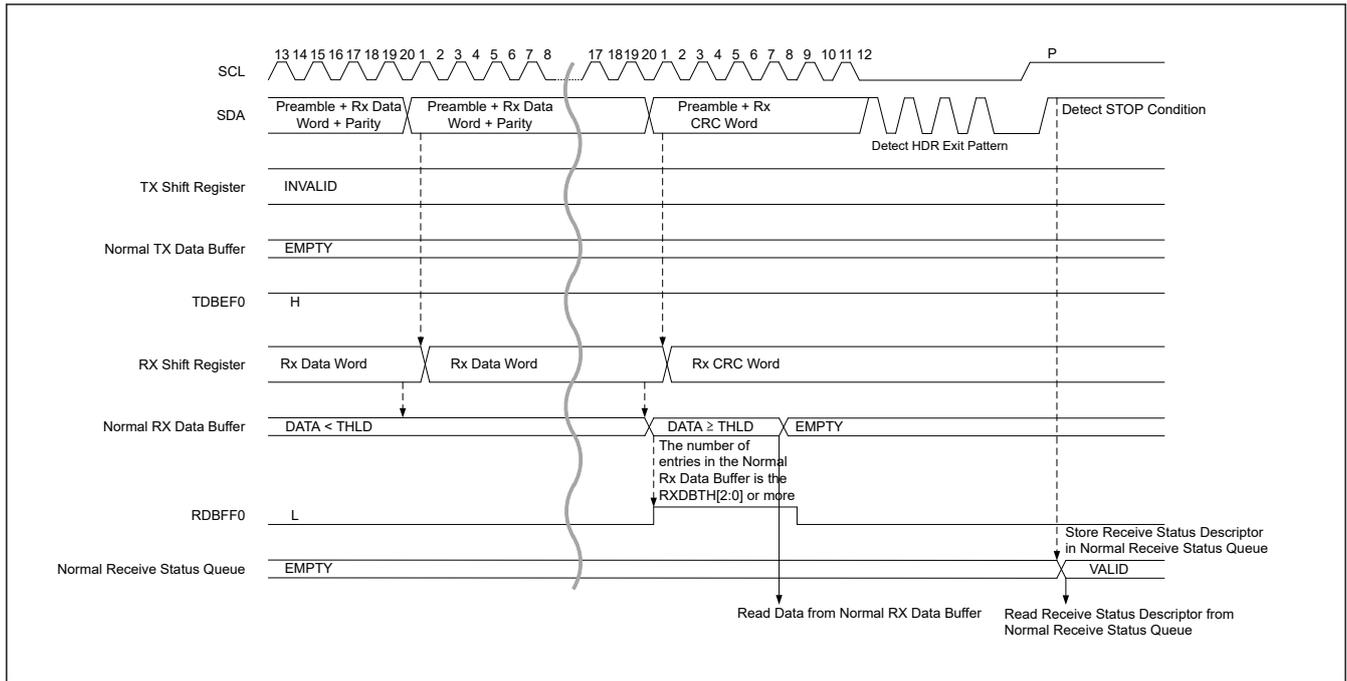 13 14 15 16 17 18 19 20 1 2 3 4 5 6 7 8 17 18 19 20 1 2 3 4 5 6 7 8 9 10 11 12 P
SCL
SDA
Preamble + Rx Data
Word + Parity
Preamble + Rx Data
Word + Parity
Preamble + Rx
CRC Word
Detect STOP Condition
Detect HDR Exit Pattern
TX Shift Register
INVALID
Normal TX Data Buffer
EMPTY
TDBEF0
H
RX Shift Register
Rx Data Word
Rx Data Word
Rx CRC Word
Normal RX Data Buffer
DATA < THLD
DATA ≧ THLD
EMPTY
The number of
entries in the Normal
Rx Data Buffer is the
RXDBTH[2:0] or more
RDBFF0
L
Store Receive Status Descriptor
in Normal Receive Status Queue
Normal Receive Status Queue
EMPTY
VALID
Read Data from Normal RX Data Buffer
Read Receive Status Descriptor from
Normal Receive Status Queue